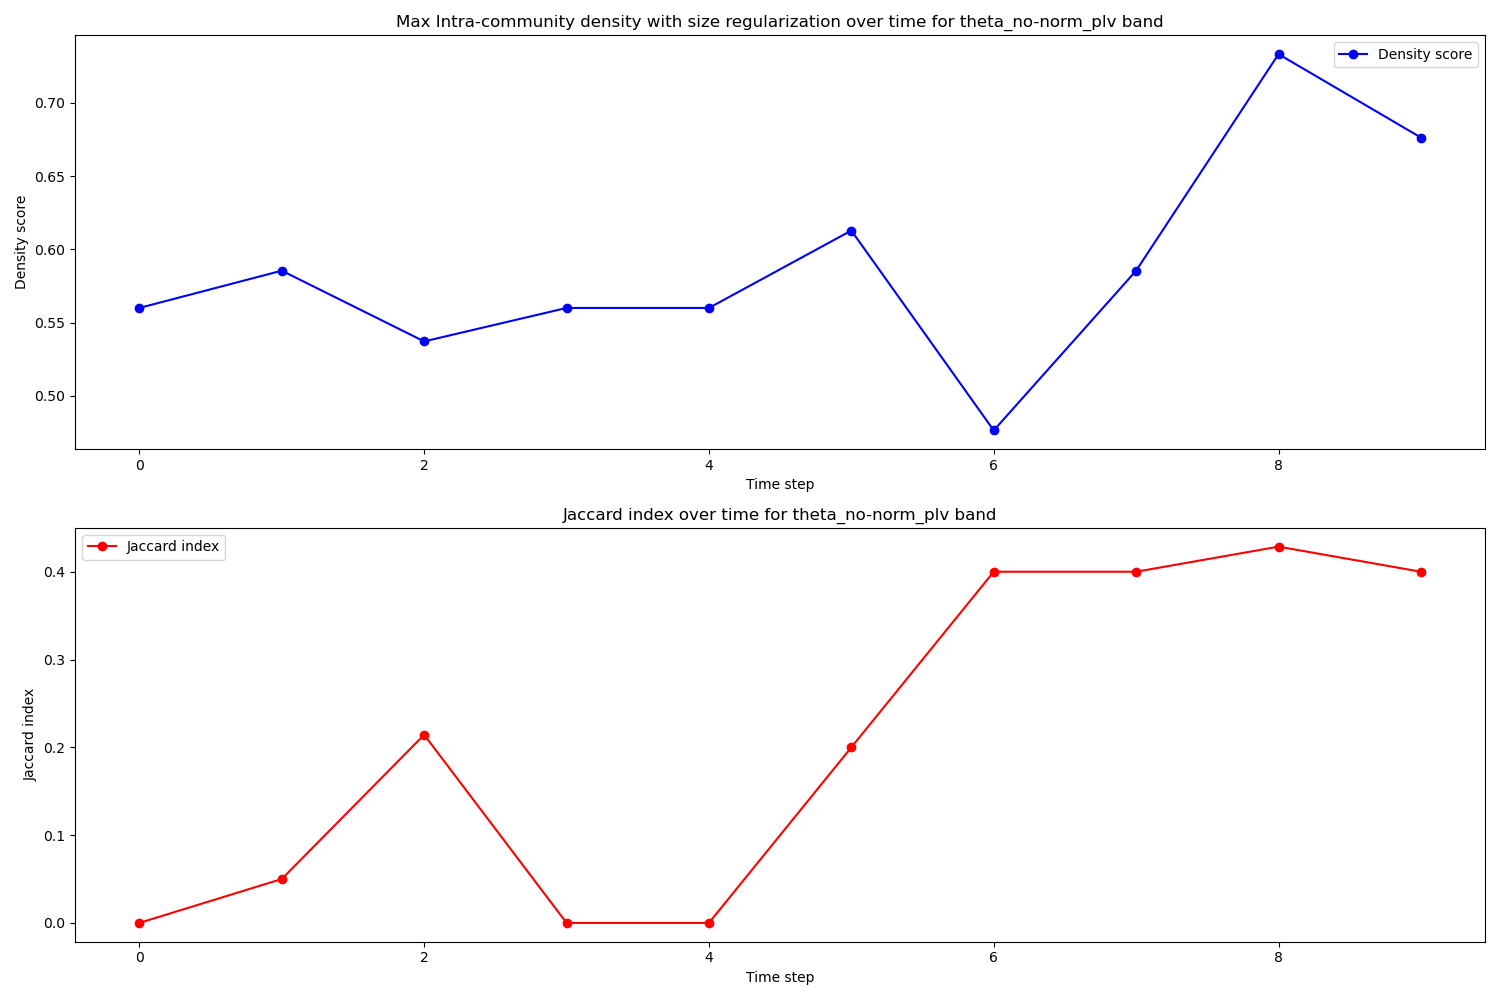 Max Intra-community density with size regularization over time for theta_no-norm_plv band
Density score
Density score
0.70
0.65
0.60
0.55
0.50
0 2 4 6 8
Time step
Jaccard index over time for theta_no-norm_plv band
Jaccard index
Jaccard index
0.4
0.3
0.2
0.1
0.0
0 2 4 6 8
Time step